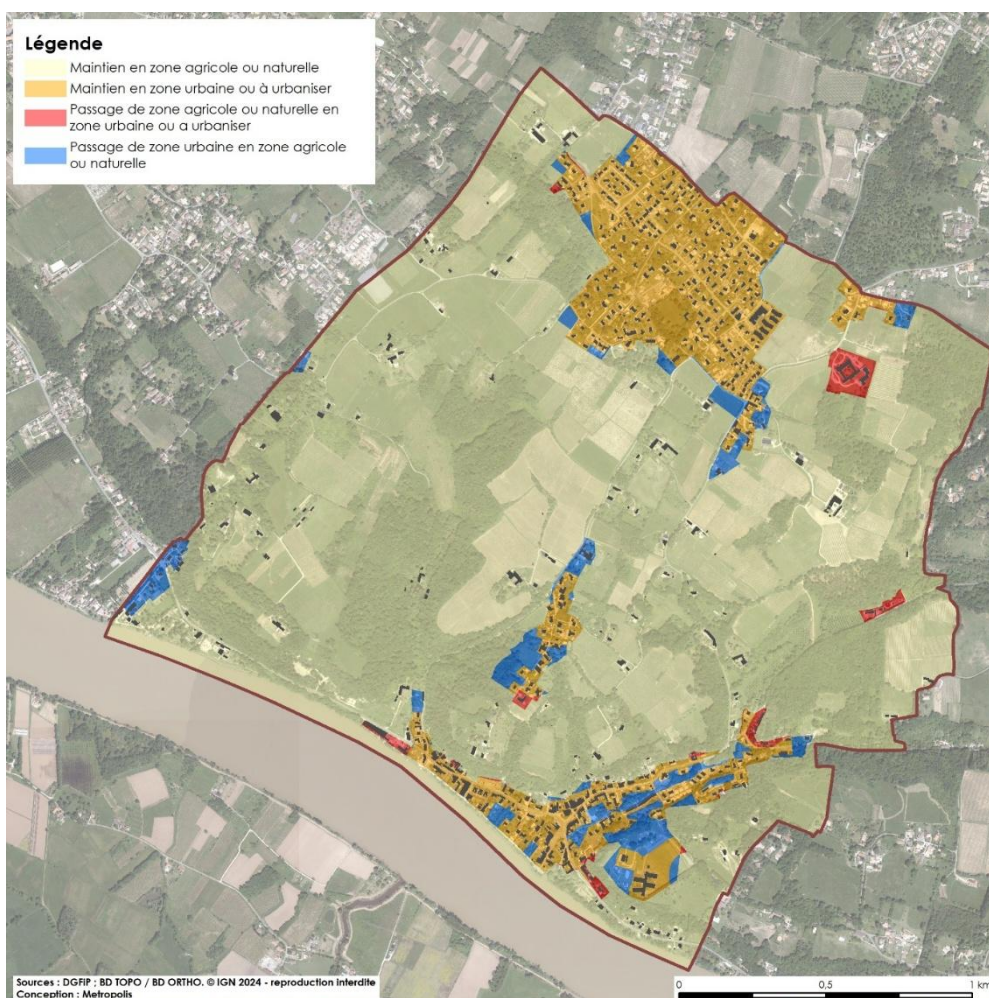 Légende
Maintien en zone agricole ou naturelle
Maintien en zone urbaine ou à urbaniser
Passage de zone agricole ou naturelle en
zone urbaine ou a urbaniser
Passage de zone urbaine en zone agricole
ou naturelle
Sources : DGFiP ; BD TOPO / BD ORTHO. © IGN 2024 - reproduction interdite
Conception : Metropolis
0 0,5 1 km